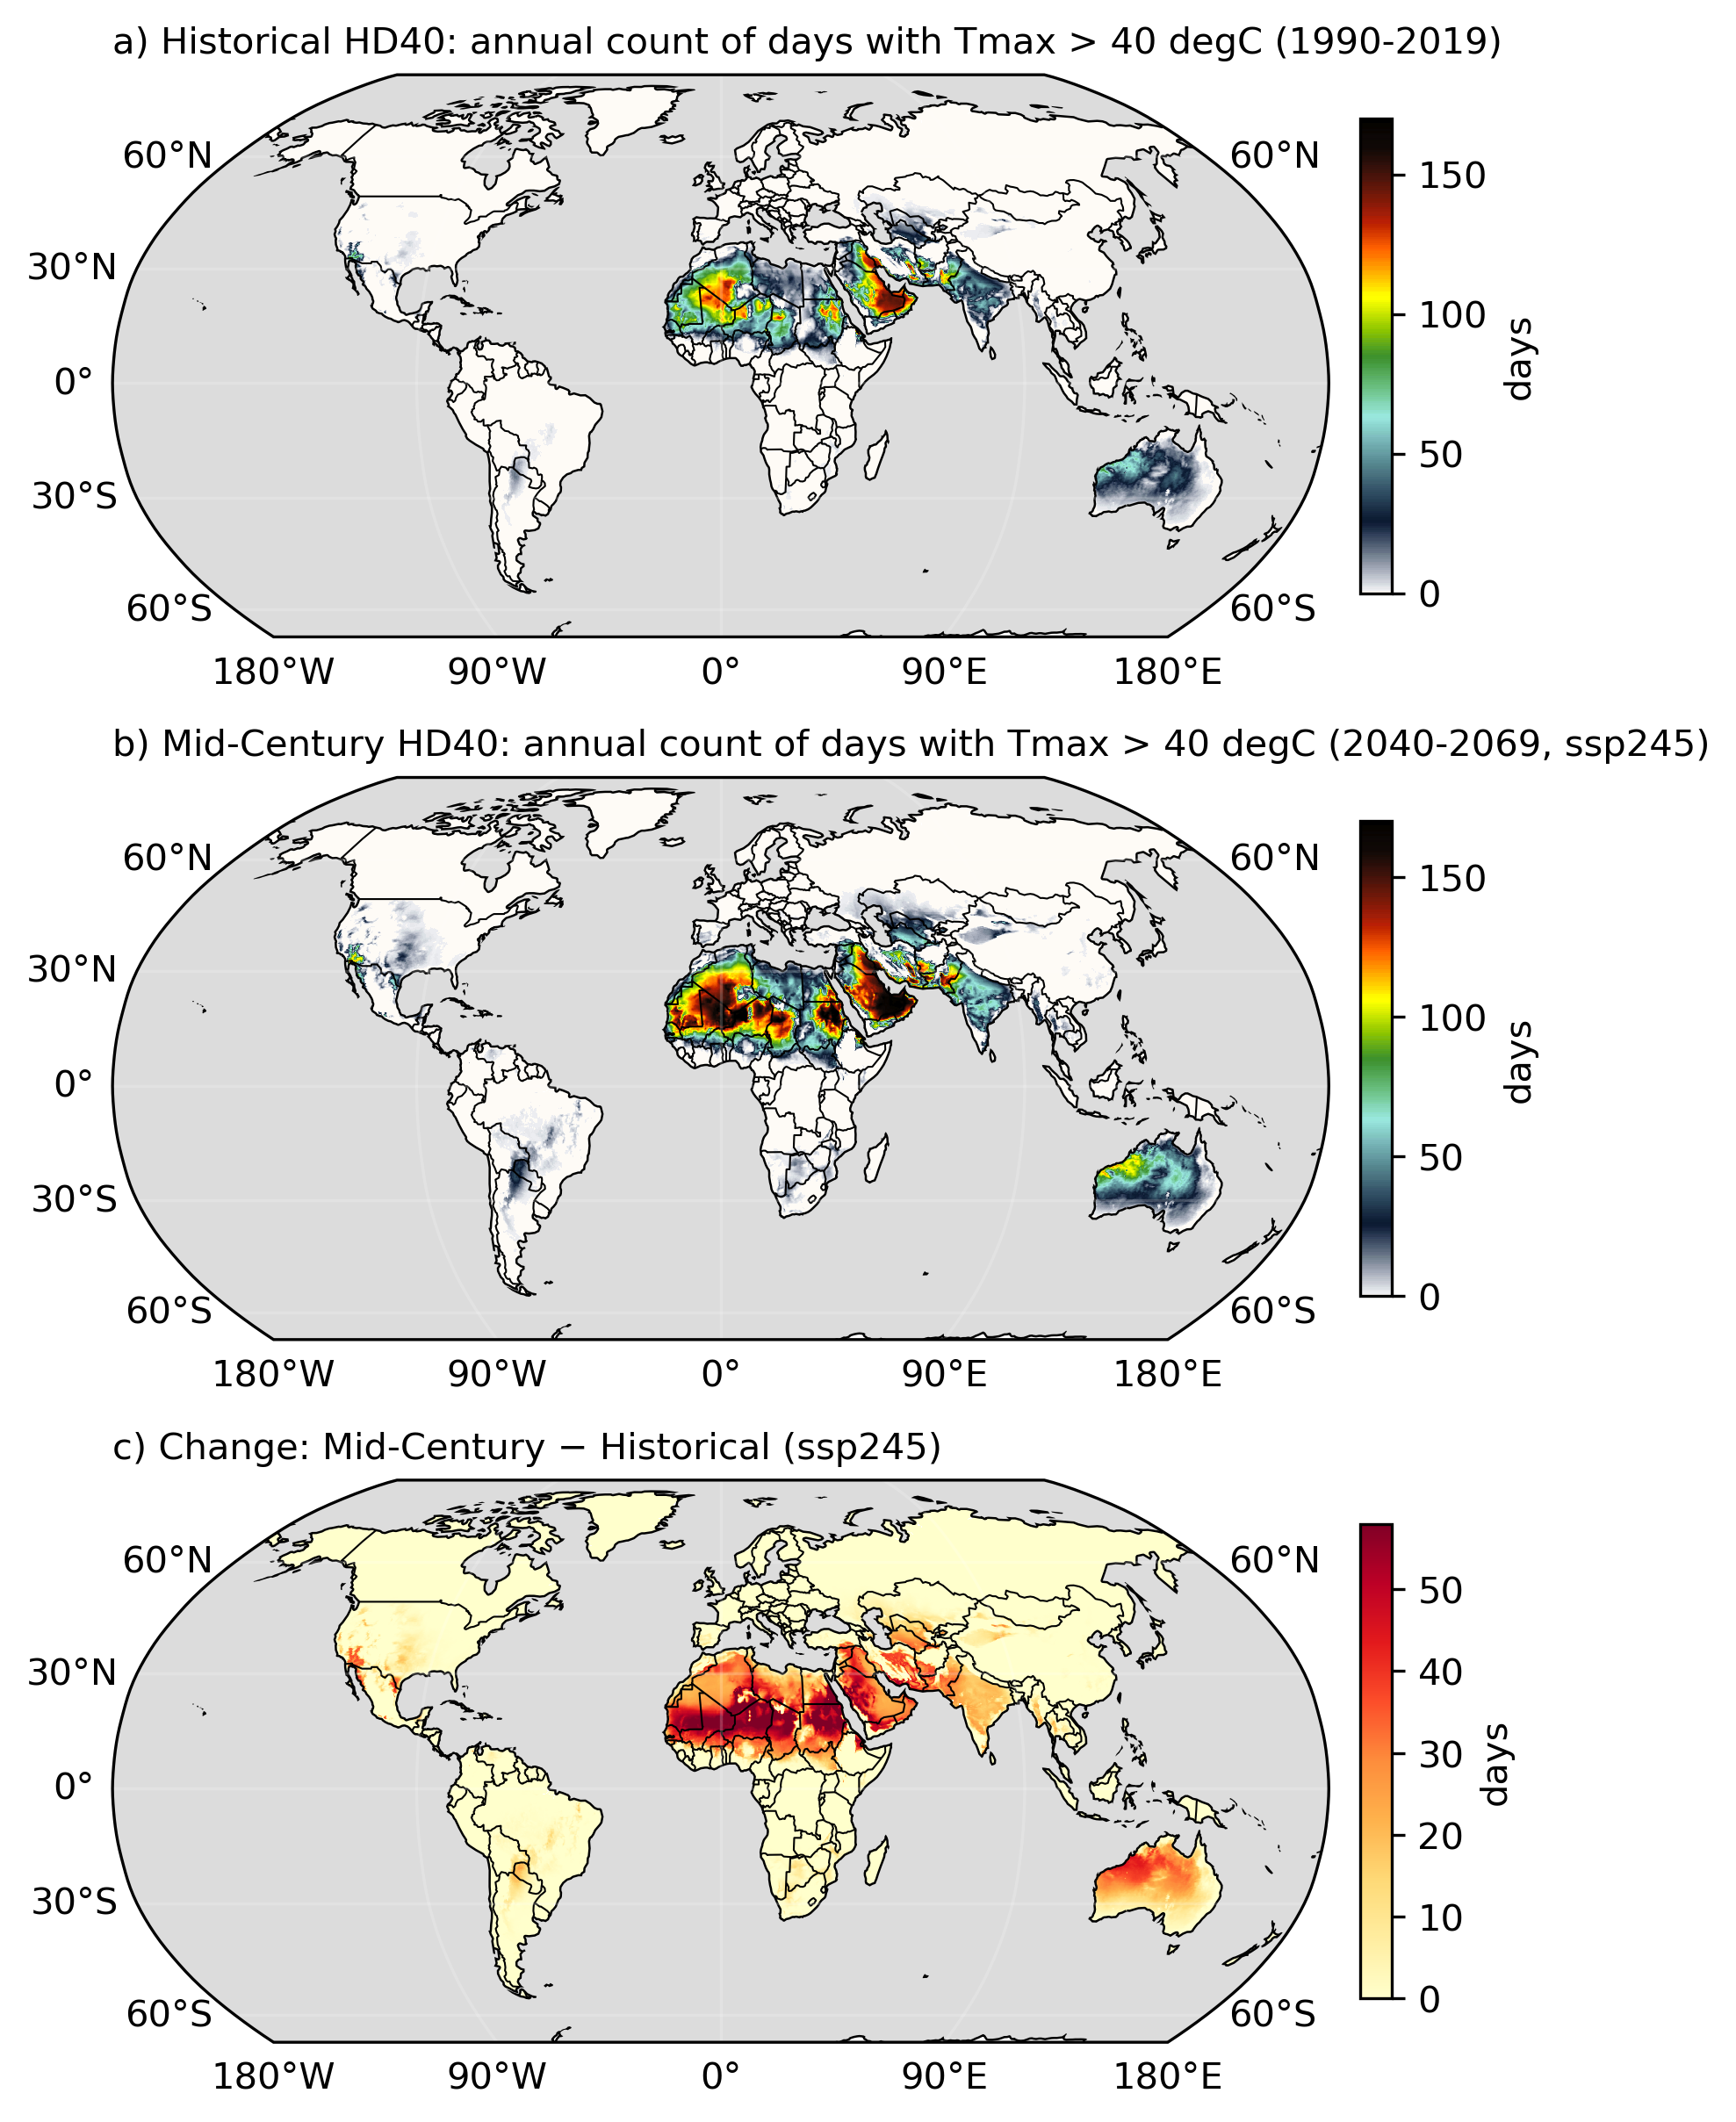 a) Historical HD40: annual count of days with Tmax > 40 degC (1990-2019)
60°N 60°N
30°N
0°
30°S
60°S 60°S
180°W 90°W 0° 90°E 180°E
150
100
50
0
days
b) Mid-Century HD40: annual count of days with Tmax > 40 degC (2040-2069, ssp245)
60°N 60°N
30°N
0°
30°S
60°S 60°S
180°W 90°W 0° 90°E 180°E
150
100
50
0
days
c) Change: Mid-Century − Historical (ssp245)
60°N 60°N
30°N
0°
30°S
60°S 60°S
180°W 90°W 0° 90°E 180°E
50
40
30
20
10
0
days